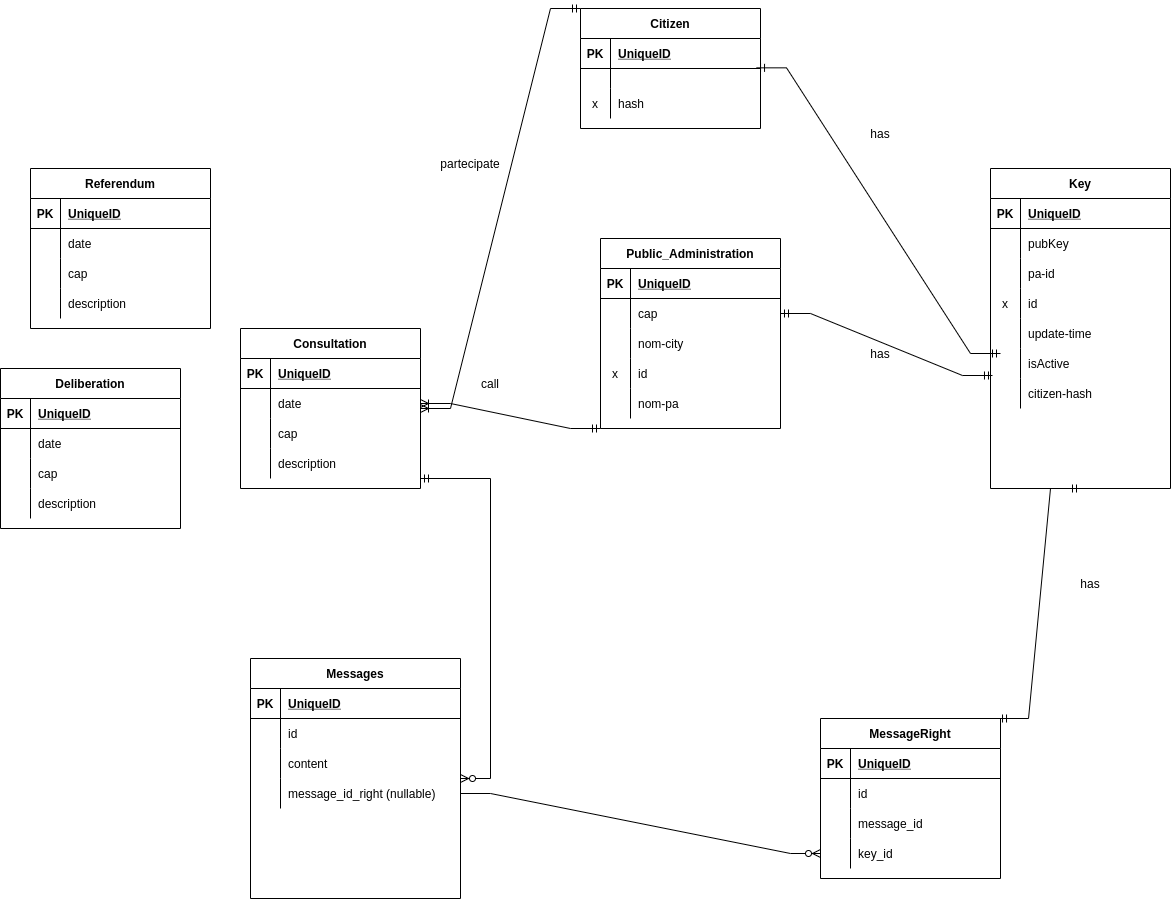 Citizen
PK UniqueID
x hash
partecipate
has
Referendum
PK UniqueID
date
cap
description
Key
PK UniqueID
pubKey
pa-id
x id
update-time
isActive
citizen-hash
Public_Administration
PK UniqueID
cap
nom-city
x id
nom-pa
has
Consultation
PK UniqueID
date
cap
description
call
Deliberation
PK UniqueID
date
cap
description
has
Messages
PK UniqueID
id
content
message_id_right (nullable)
MessageRight
PK UniqueID
id
message_id
key_id